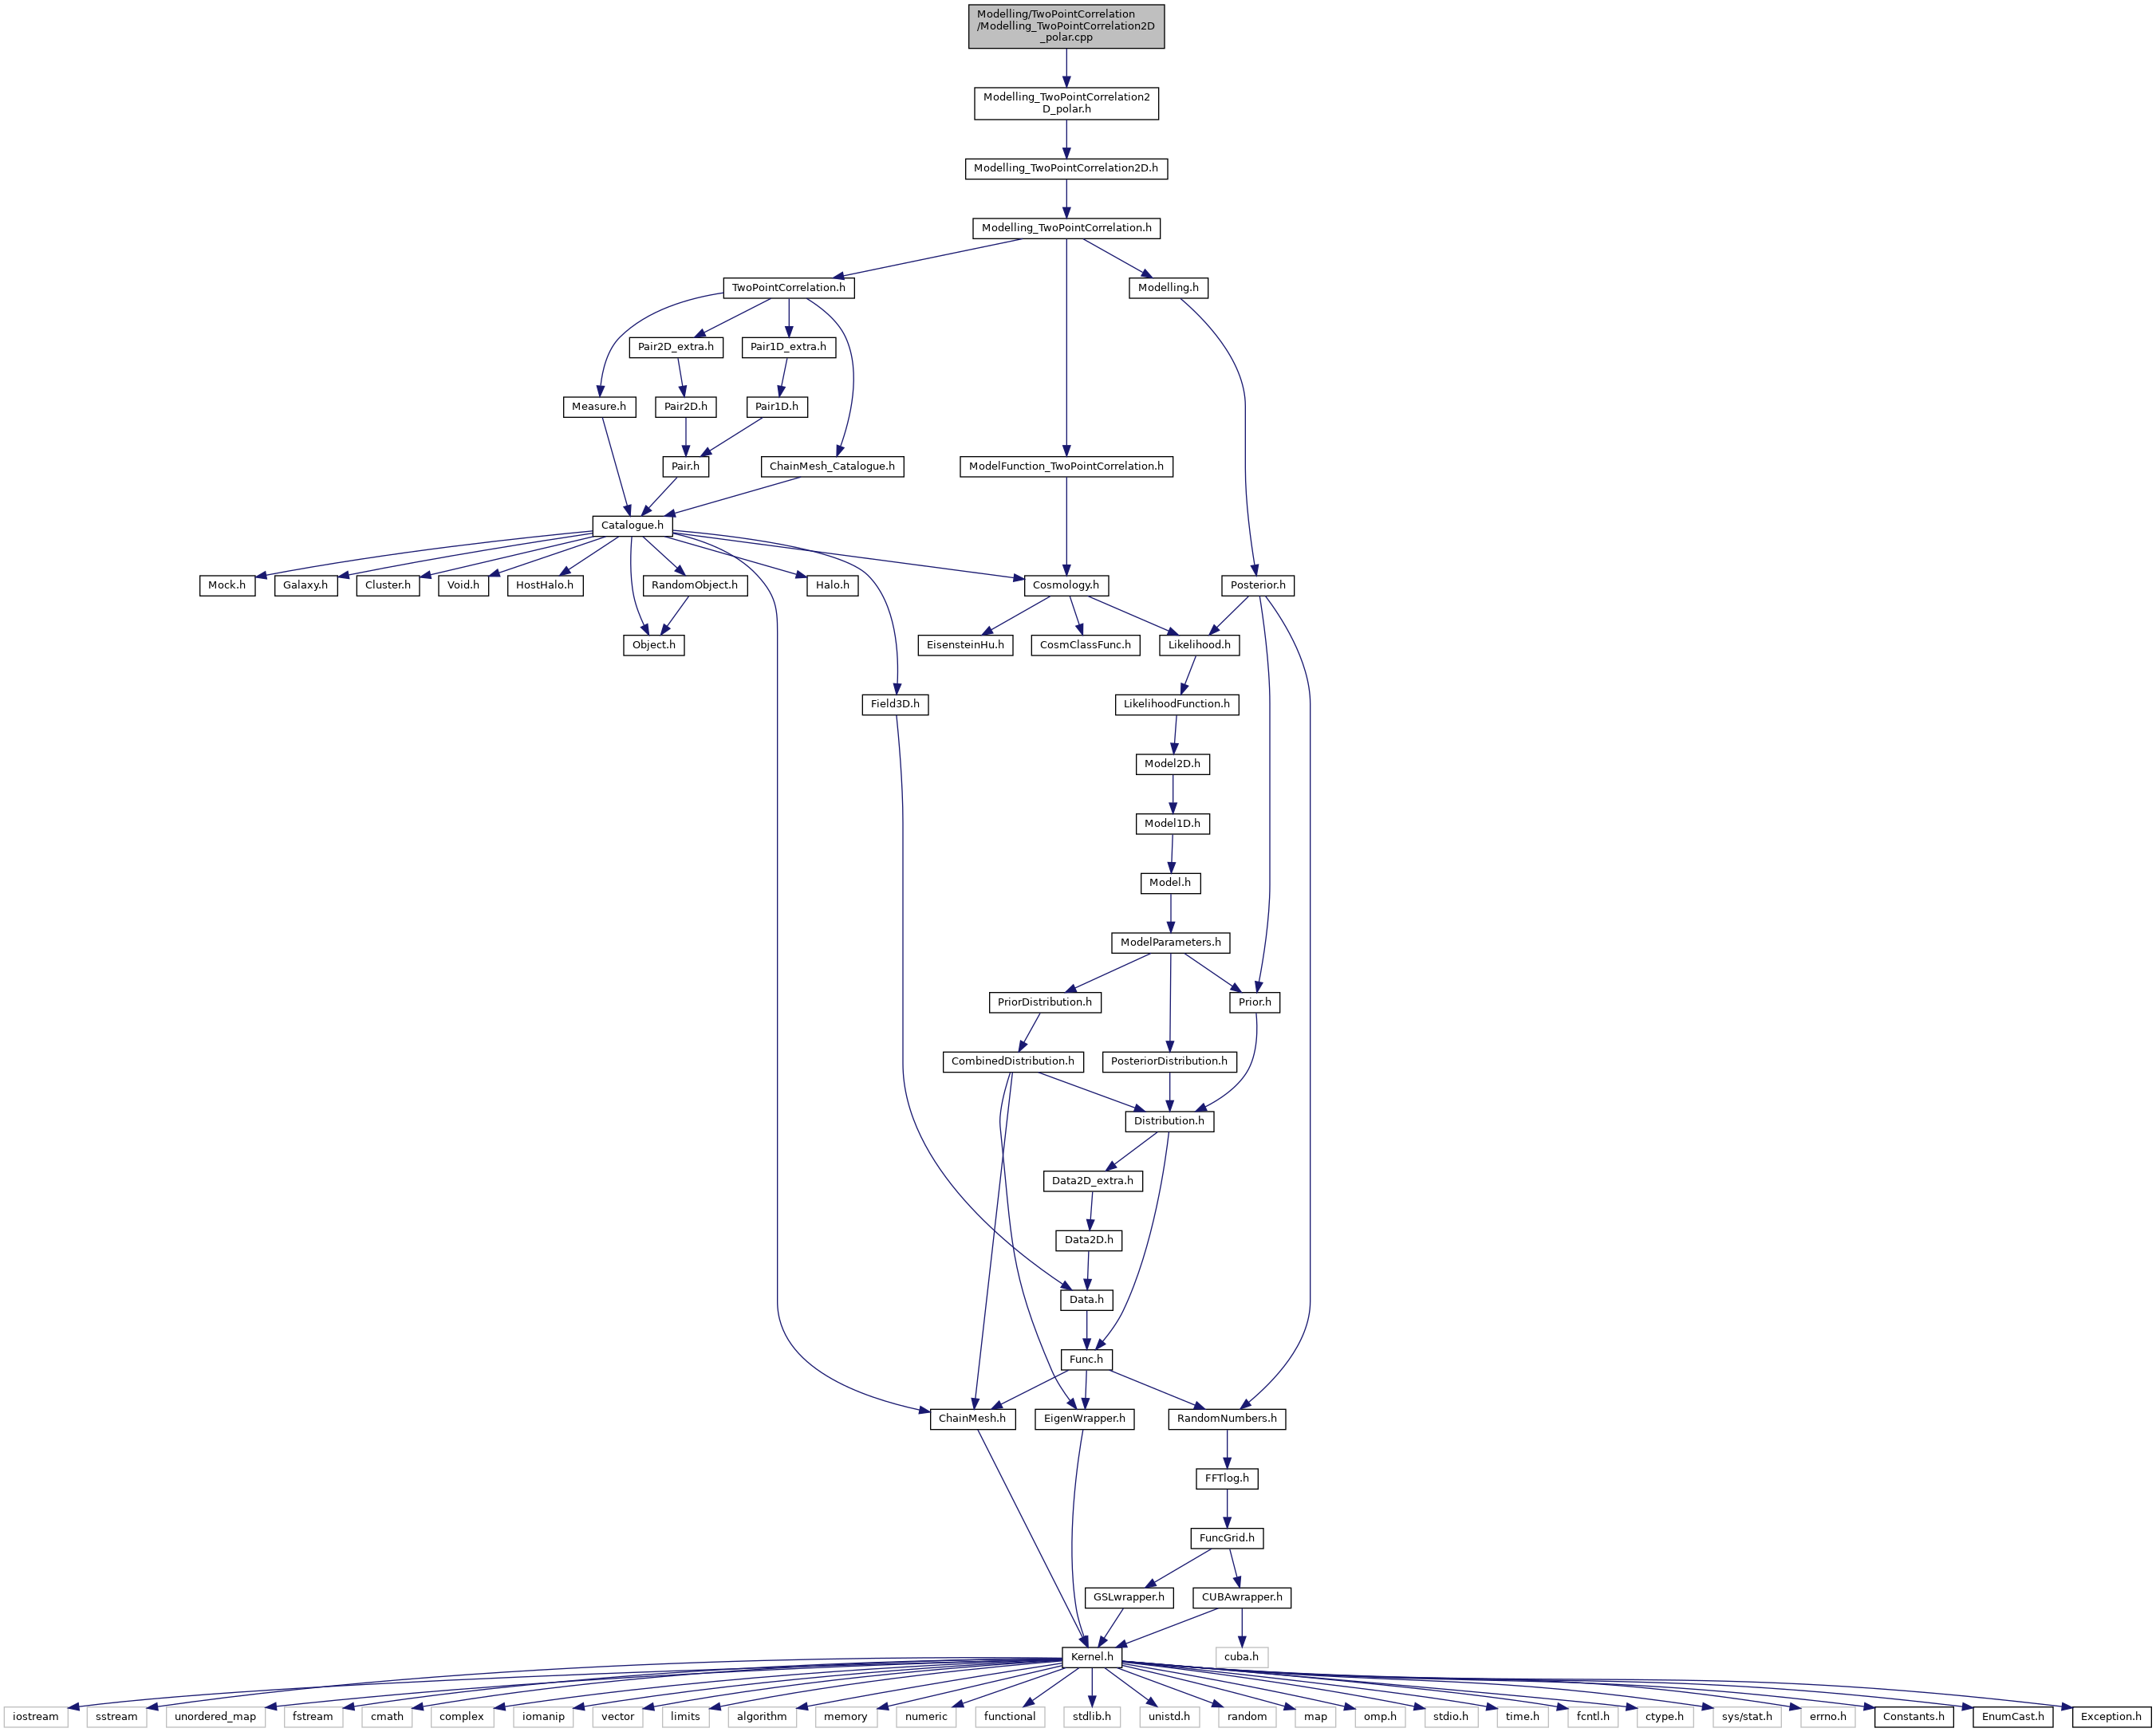 Modelling/TwoPointCorrelation
/Modelling_TwoPointCorrelation2D
_polar.cpp
Modelling_TwoPointCorrelation2
D_polar.h
Modelling_TwoPointCorrelation2D.h
Modelling_TwoPointCorrelation.h
TwoPointCorrelation.h
Modelling.h
Pair2D_extra.h
Pair1D_extra.h
Measure.h
Pair2D.h
Pair1D.h
Pair.h
ChainMesh_Catalogue.h
ModelFunction_TwoPointCorrelation.h
Catalogue.h
Mock.h
Galaxy.h
Cluster.h
Void.h
HostHalo.h
RandomObject.h
Halo.h
Cosmology.h
Posterior.h
Object.h
EisensteinHu.h
CosmClassFunc.h
Likelihood.h
Field3D.h
LikelihoodFunction.h
Model2D.h
Model1D.h
Model.h
ModelParameters.h
PriorDistribution.h
Prior.h
CombinedDistribution.h
PosteriorDistribution.h
Distribution.h
Data2D_extra.h
Data2D.h
Data.h
Func.h
ChainMesh.h
EigenWrapper.h
RandomNumbers.h
FFTlog.h
FuncGrid.h
GSLwrapper.h
CUBAwrapper.h
Kernel.h
cuba.h
iostream
sstream
unordered_map
fstream
cmath
complex
iomanip
vector
limits
algorithm
memory
numeric
functional
stdlib.h
unistd.h
random
map
omp.h
stdio.h
time.h
fcntl.h
ctype.h
sys/stat.h
errno.h
Constants.h
EnumCast.h
Exception.h